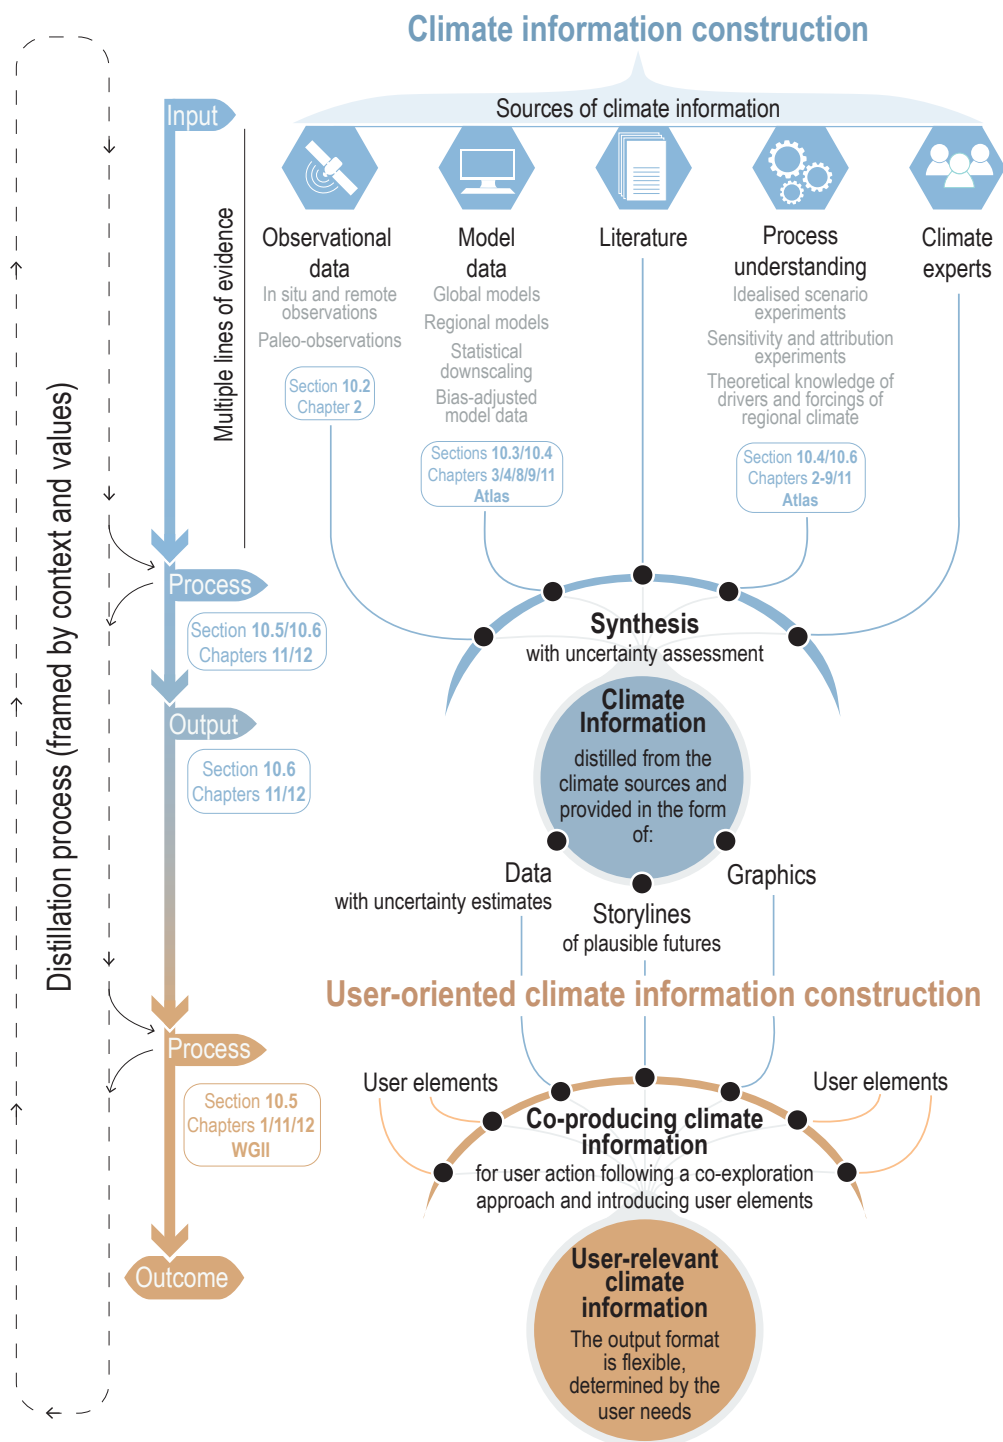 Climate information construction
Sources of climate information
Input
Multiple lines of evidence
Distillation process (framed by context and values)
Observational
data
In situ and remote
observations
Paleo-observations
Section 10.2
Chapter 2
Model
data
Global models
Regional models
Statistical
downscaling
Bias-adjusted
model data
Sections 10.3/10.4
Chapters 3/4/8/9/11
Atlas
Literature
Process
understanding
Idealised scenario
experiments
Sensitivity and attribution
experiments
Theoretical knowledge of
drivers and forcings of
regional climate
Section 10.4/10.6
Chapters 2-9/11
Atlas
Climate
experts
Process
Section 10.5/10.6
Chapters 11/12
Synthesis
with uncertainty assessment
Output
Section 10.6
Chapters 11/12
Climate
Information
distilled from the
climate sources and
provided in the form
of:
Data
with uncertainty estimates
Storylines
of plausible futures
Graphics
User-oriented climate information construction
Process
Section 10.5
Chapters 1/11/12
WGII
User elements
User elements
Co-producing climate
information
for user action following a co-exploration
approach and introducing user elements
Outcome
User-relevant
climate
information
The output format
is flexible,
determined by the
user needs